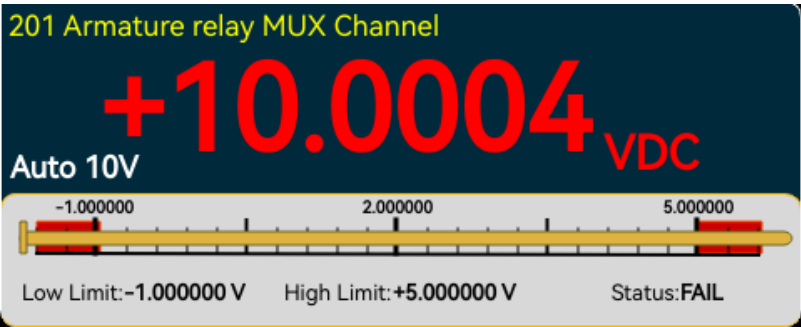 201 Armature relay MUX Channel
+10.0004 VDC
Auto 10V
-1.000000 2.000000 5.000000
Low Limit:-1.000000 V High Limit:+5.000000 V Status:FAIL